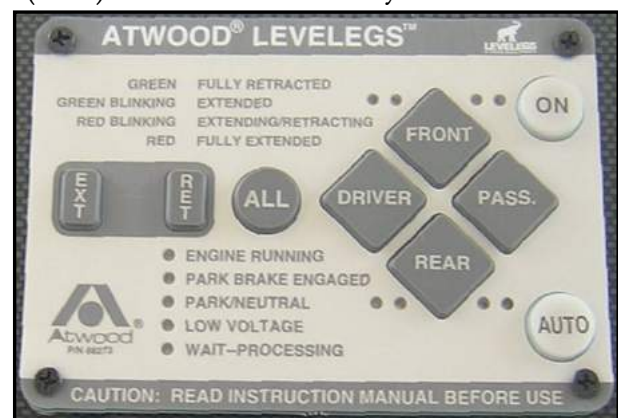 ATWOOD® LEVELEGS™
LEVELEGS
GREEN FULLY RETRACTED
GREEN BLINKING EXTENDED
RED BLINKING EXTENDING/RETRACTING
RED FULLY EXTENDED
ON
FRONT
EXT
RET
ALL
DRIVER
PASS.
REAR
ENGINE RUNNING
PARK BRAKE ENGAGED
PARK/NEUTRAL
LOW VOLTAGE
WAIT–PROCESSING
Atwood®
AUTO
CAUTION: READ INSTRUCTION MANUAL BEFORE USE